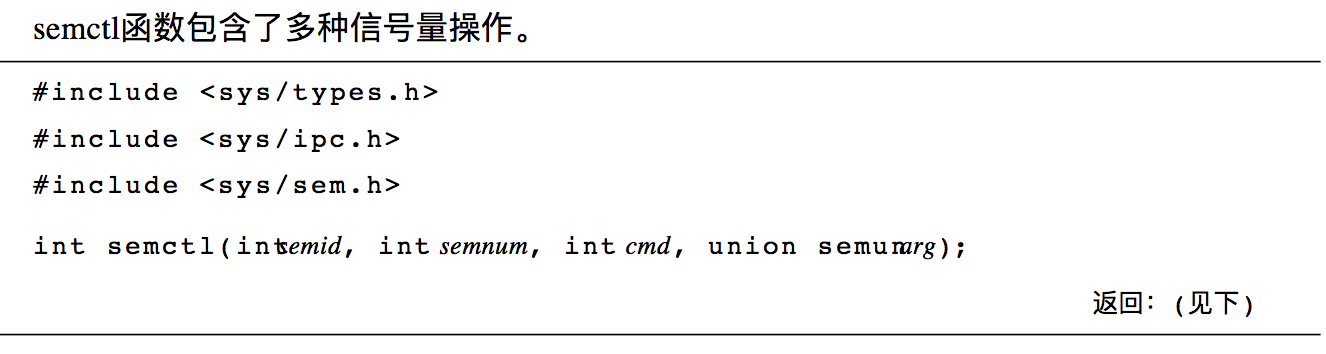 semctl函数包含了多种信号量操作。
#include <sys/types.h>
#include <sys/ipc.h>
#include <sys/sem.h>
int semctl(int semid, int semnum, int cmd, union semun arg);
返回：(见下)